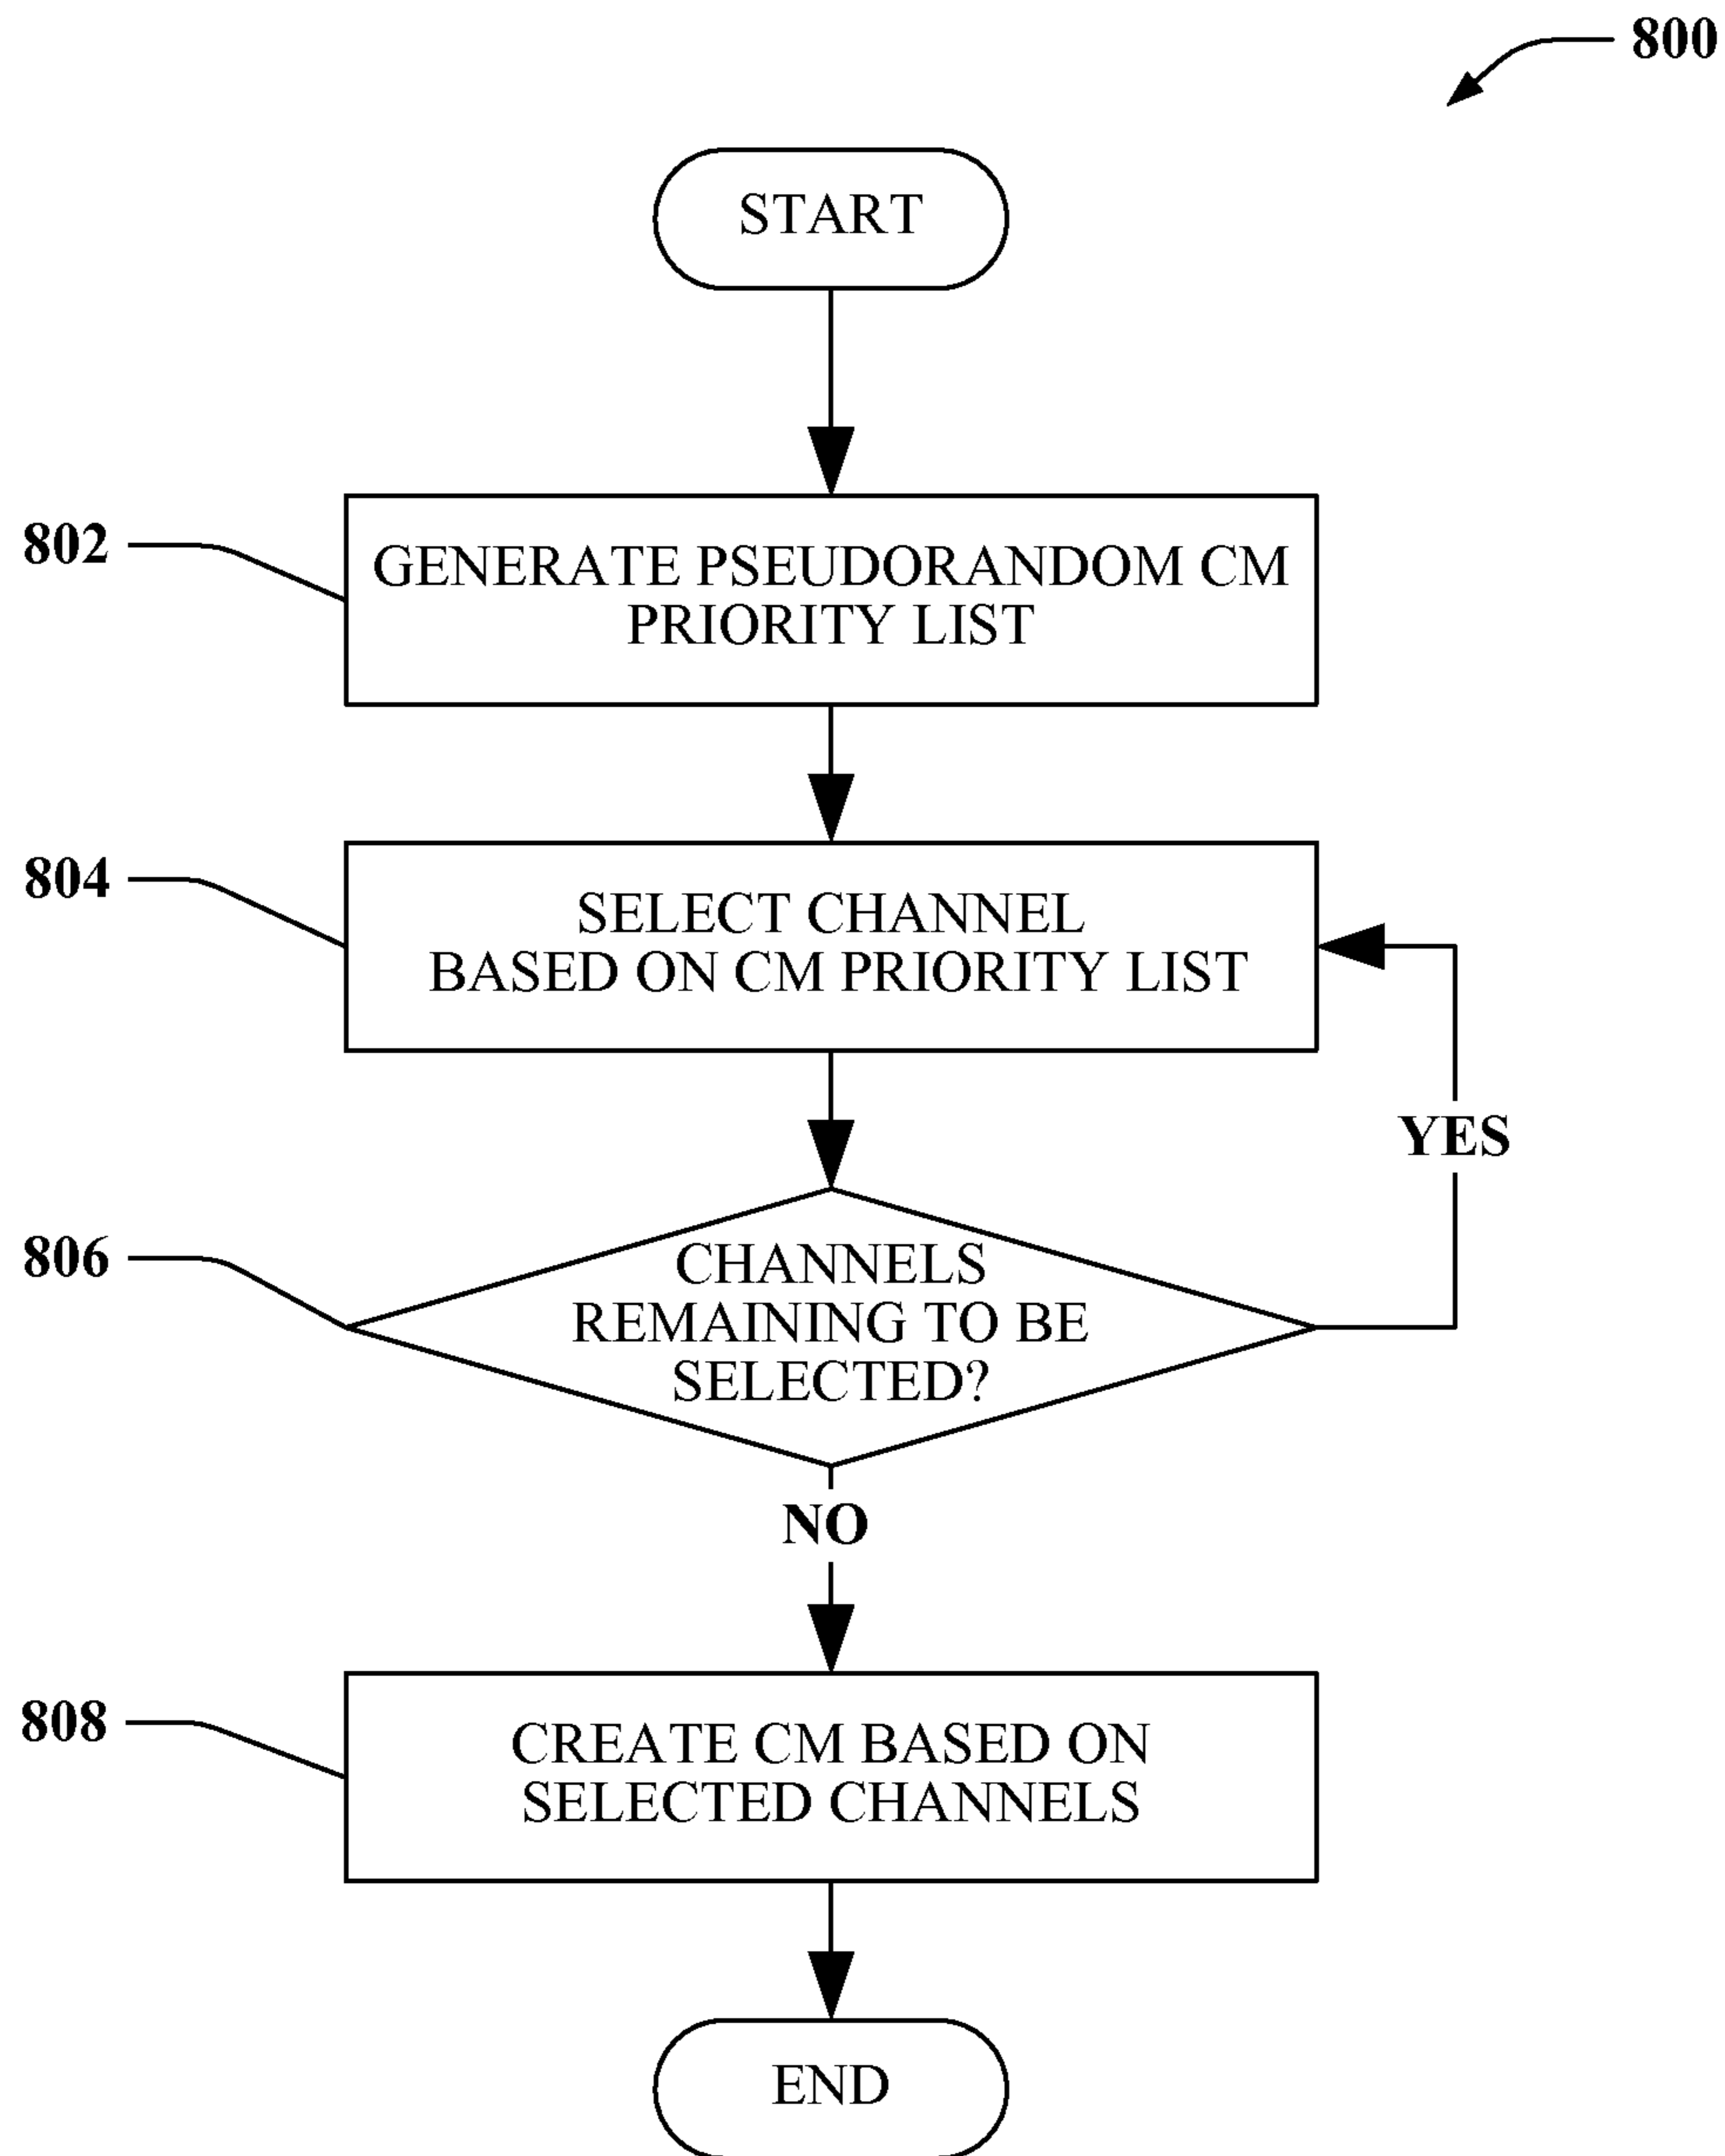 800
START
802
GENERATE PSEUDORANDOM CM
PRIORITY LIST
804
SELECT CHANNEL
BASED ON CM PRIORITY LIST
YES
806
CHANNELS
REMAINING TO BE
SELECTED?
NO
808
CREATE CM BASED ON
SELECTED CHANNELS
END